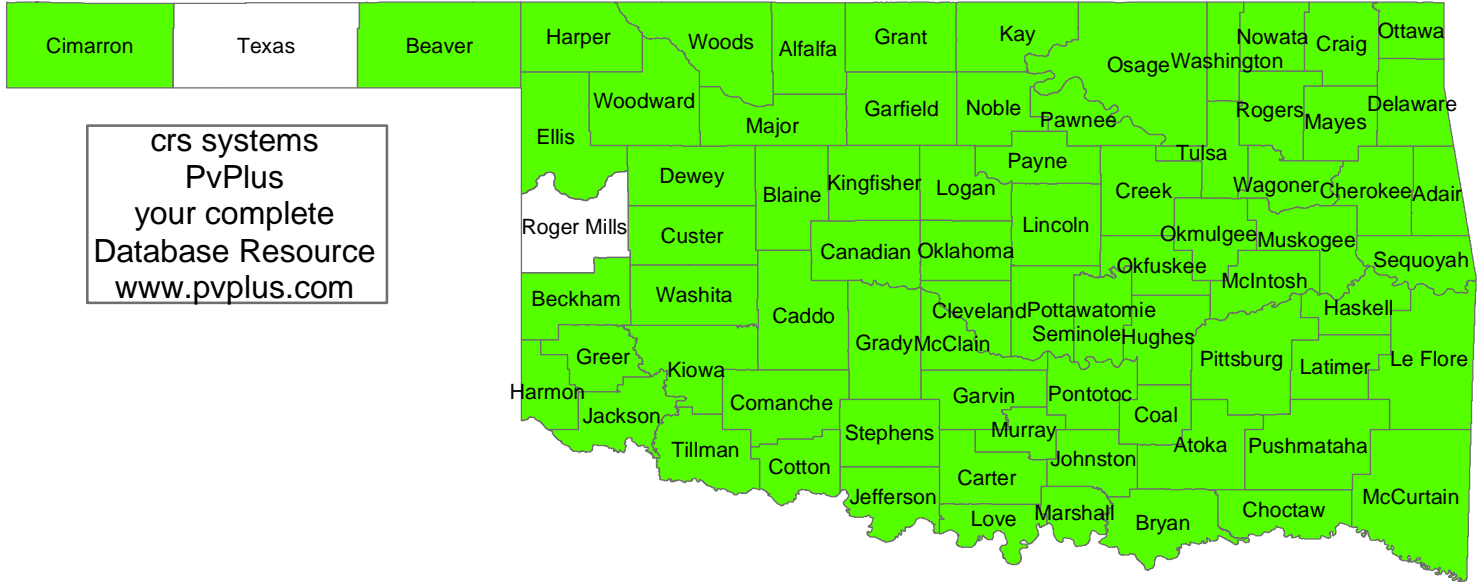 Cimarron
Texas
Beaver
Harper
Woods
Alfalfa
Grant
Kay
Osage
Washington
Nowata
Craig
Ottawa
Woodward
Ellis
Major
Garfield
Noble
Pawnee
Rogers
Mayes
Delaware
crs systems
PvPlus
your complete
Database Resource
www.pvplus.com
Dewey
Blaine
Kingfisher
Logan
Payne
Creek
Tulsa
Wagoner
Cherokee
Adair
Roger Mills
Custer
Canadian
Oklahoma
Lincoln
Okmulgee
Muskogee
Okfuskee
McIntosh
Sequoyah
Beckham
Washita
Caddo
Grady
McClain
Cleveland
Pottawatomie
Seminole
Hughes
Haskell
Pittsburg
Latimer
Le Flore
Greer
Kiowa
Harmon
Jackson
Comanche
Garvin
Pontotoc
Coal
Tillman
Cotton
Stephens
Murray
Johnston
Atoka
Pushmataha
Carter
Jefferson
Love
Marshall
Bryan
Choctaw
McCurtain